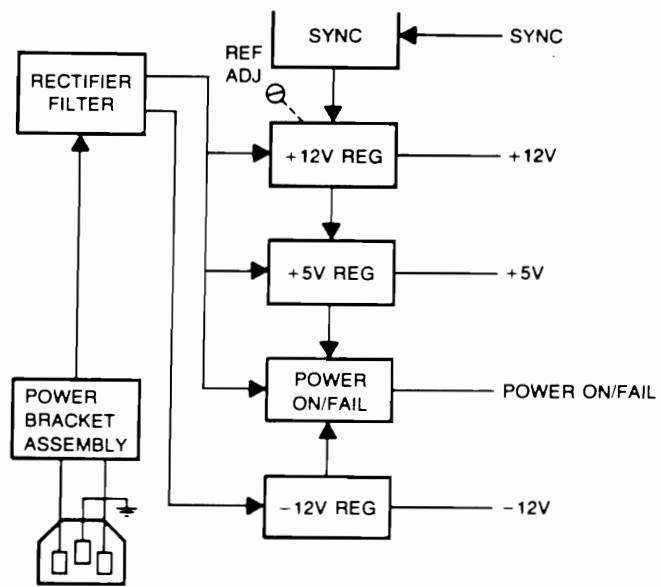 SYNC
SYNC
REF
ADJ
RECTIFIER
FILTER
+12V REG
+12V
+5V REG
+5V
POWER
ON/FAIL
POWER ON/FAIL
POWER
BRACKET
ASSEMBLY
−12V REG
−12V